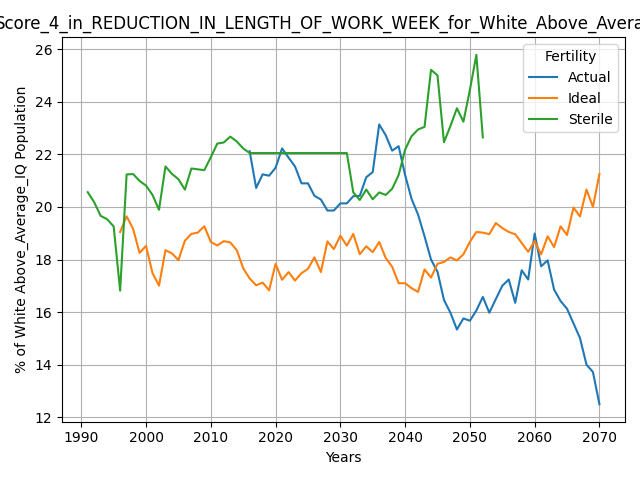 Score_4_in_REDUCTION_IN_LENGTH_OF_WORK_WEEK_for_White_Above_Avera
Fertility
Actual
Ideal
Sterile
% of White Above_Average_IQ Population
26
24
22
20
18
16
14
12
1990 2000 2010 2020 2030 2040 2050 2060 2070
Years